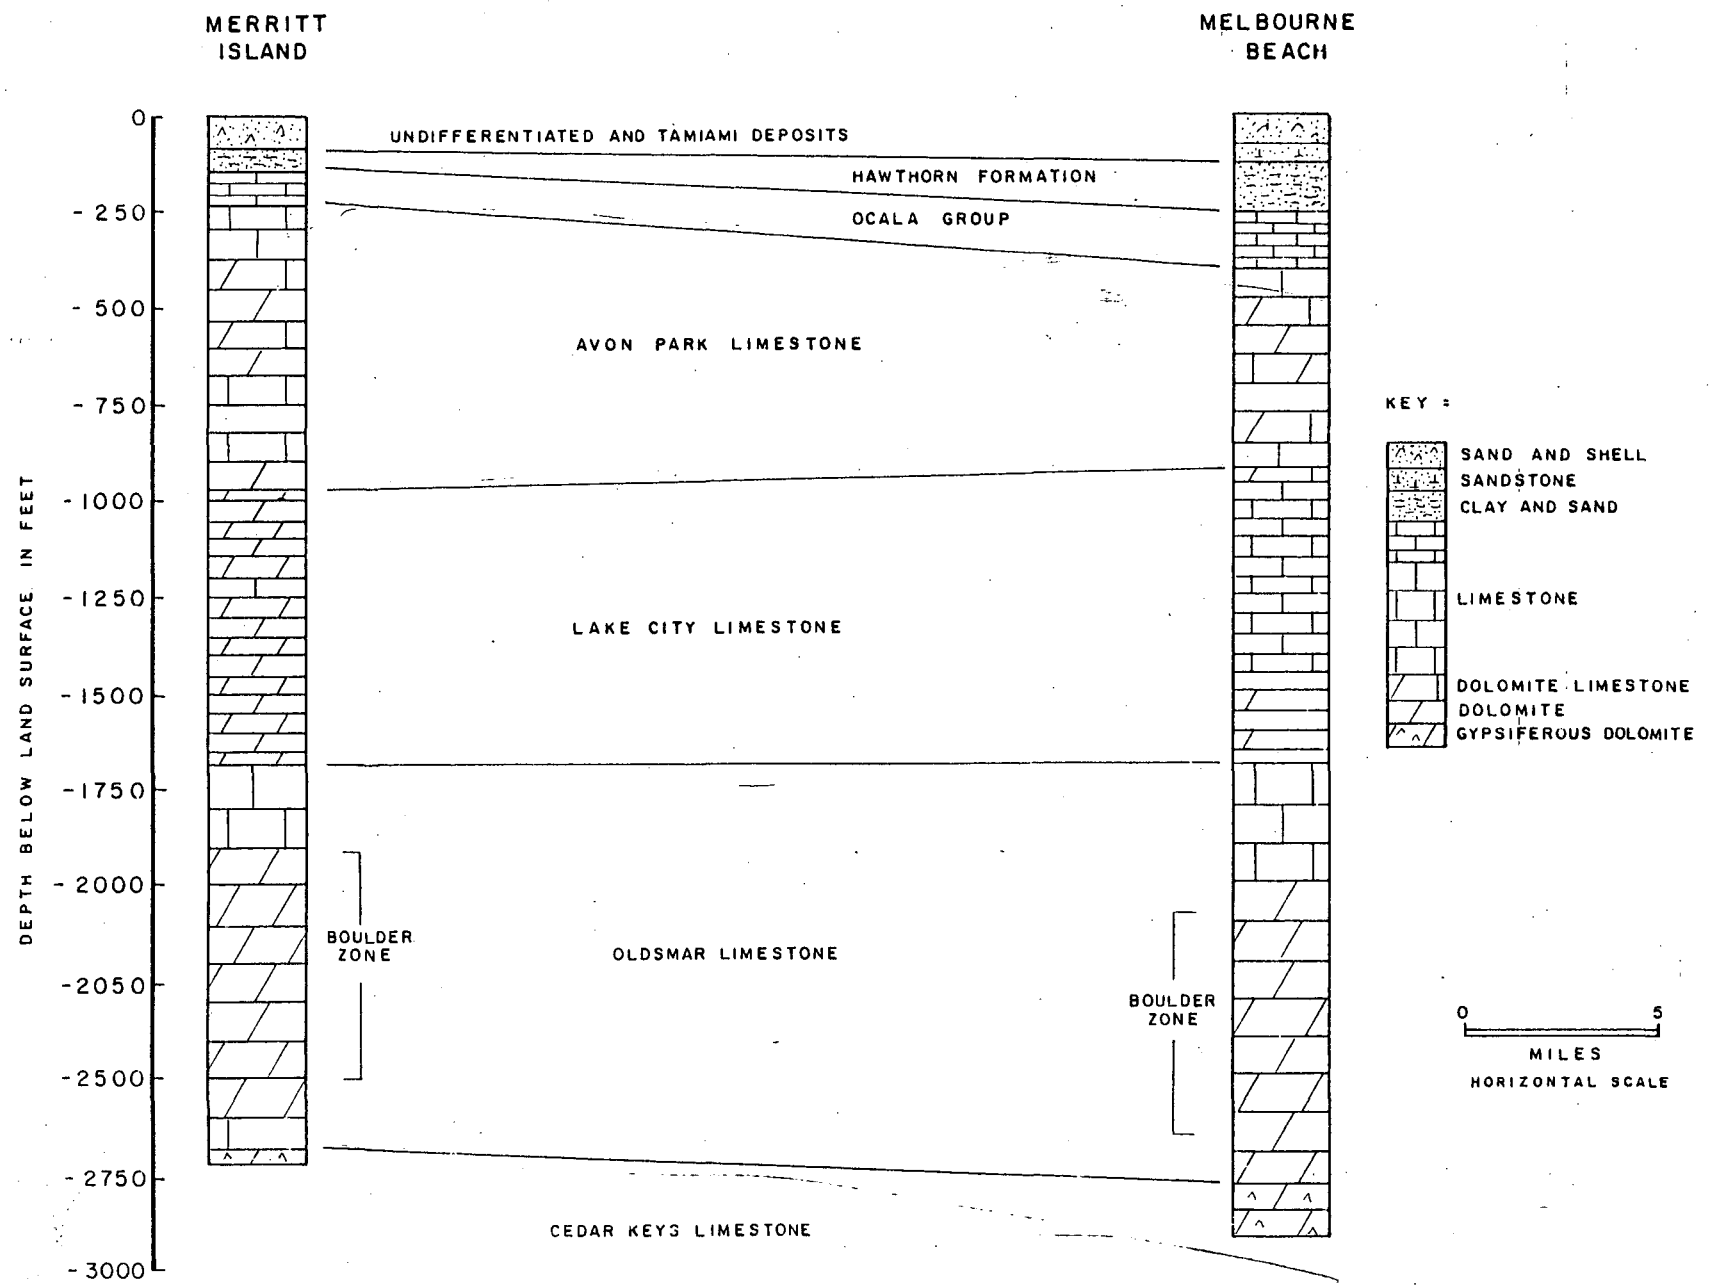 MERRITT
ISLAND
MELBOURNE
BEACH
0
UNDIFFERENTIATED AND TAMIAMI DEPOSITS
HAWTHORN FORMATION
- 250
OCALA GROUP
- 500
AVON PARK LIMESTONE
- 750
KEY =
SAND AND SHELL
SANDSTONE
CLAY AND SAND
LIMESTONE
DOLOMITE LIMESTONE
DOLOMITE
GYPSIFEROUS DOLOMITE
DEPTH BELOW LAND SURFACE IN FEET
-1000
-1250
LAKE CITY LIMESTONE
-1500
-1750
- 2000
BOULDER
ZONE
OLDSMAR LIMESTONE
-2050
BOULDER
ZONE
0 5
MILES
HORIZONTAL SCALE
-2500
-2750
CEDAR KEYS LIMESTONE
-3000